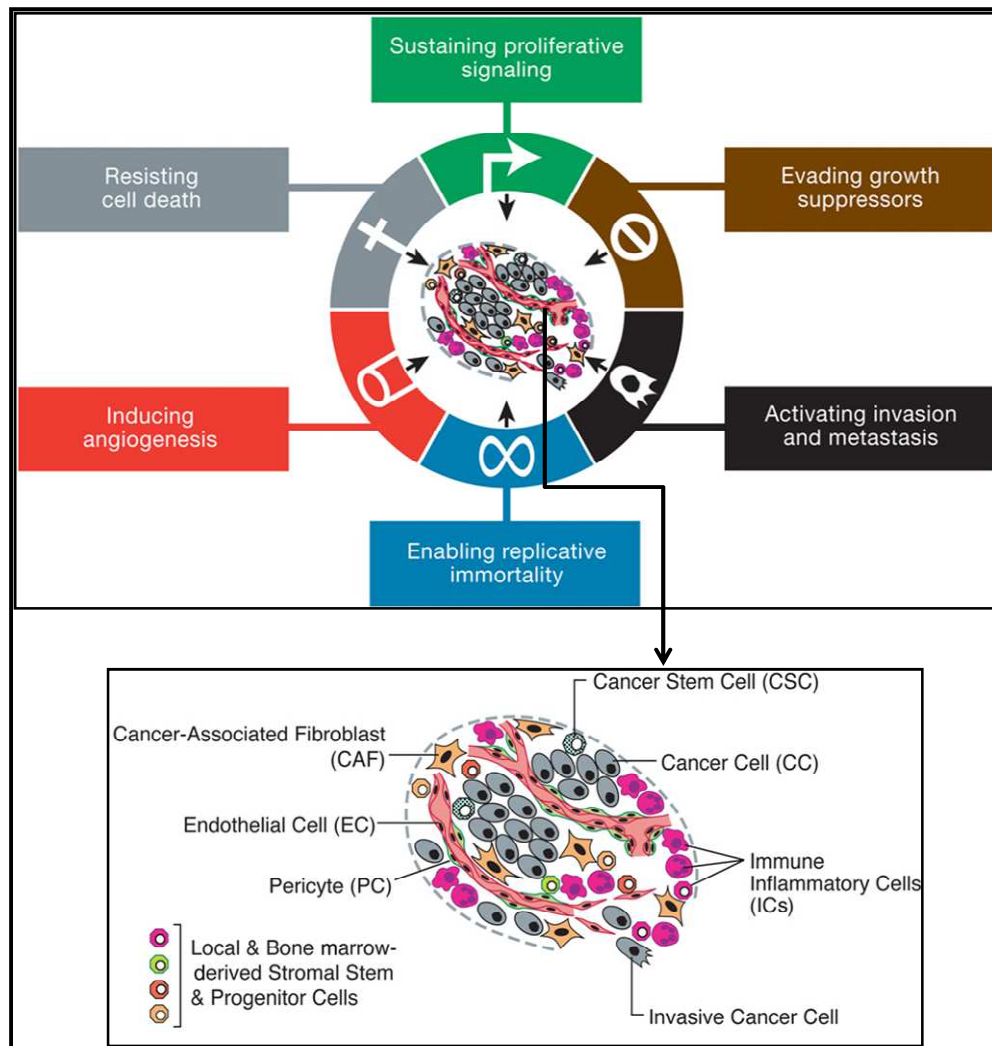 Sustaining proliferative
signaling
Resisting
cell death
Evading growth
suppressors
Inducing
angiogenesis
Activating invasion
and metastasis
Enabling replicative
immortality
Cancer Stem Cell (CSC)
Cancer-Associated Fibroblast
(CAF)
Cancer Cell (CC)
Endothelial Cell (EC)
Pericyte (PC)
Immune
Inflammatory Cells
(ICs)
Local & Bone marrow-
derived Stromal Stem
& Progenitor Cells
Invasive Cancer Cell